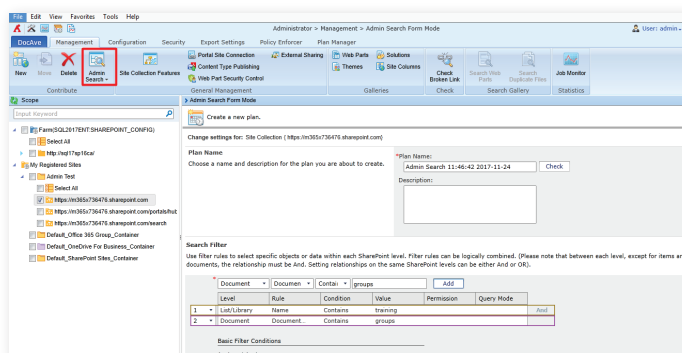 File Edit View Favorites Tools Help
Administrator > Management > Admin Search Form Mode
User: admin
DocAve Management Configuration Security Export Settings Policy Enforcer Plan Manager
New Move Delete Admin Search Site Collection Features
Contribute
Portal Site Connection External Sharing
Content Type Publishing
Web Part Security Control
General Management
Web Parts Solutions
Themes Site Columns
Galleries
Check Broken Link
Check
Search Web Parts Search Duplicate Files
Search Gallery
Job Monitor
Statistics
Scope
Input Keyword
Farm(SQL2017ENT:SHAREPOINT_CONFIG)
Select All
http://sql17sp16ca/
My Registered Sites
Admin Test
Select All
https://m365x736476.sharepoint.com
https://m365x736476.sharepoint.com/portals/hub
https://m365x736476.sharepoint.com/search
Default_Office 365 Group_Container
Default_OneDrive For Business_Container
Default_SharePoint Sites_Container
> Admin Search Form Mode
Create a new plan.
Change settings for: Site Collection ( https://m365x736476.sharepoint.com)
Plan Name
Choose a name and description for the plan you are about to create.
*Plan Name:
Admin Search 11:46:42 2017-11-24 Check
Description:
Search Filter
Use filter rules to select specific objects or data within each SharePoint level. Filter rules can be logically combined. (Please note that between each level, except for items an
documents, the relationship must be And. Setting relationships on the same SharePoint levels can be either And or OR).
* Document Documen Contai groups Add
Level Rule Condition Value Permission Query Mode
1 List/Library Name Contains training And
2 Document Document... Contains groups
Basic Filter Conditions